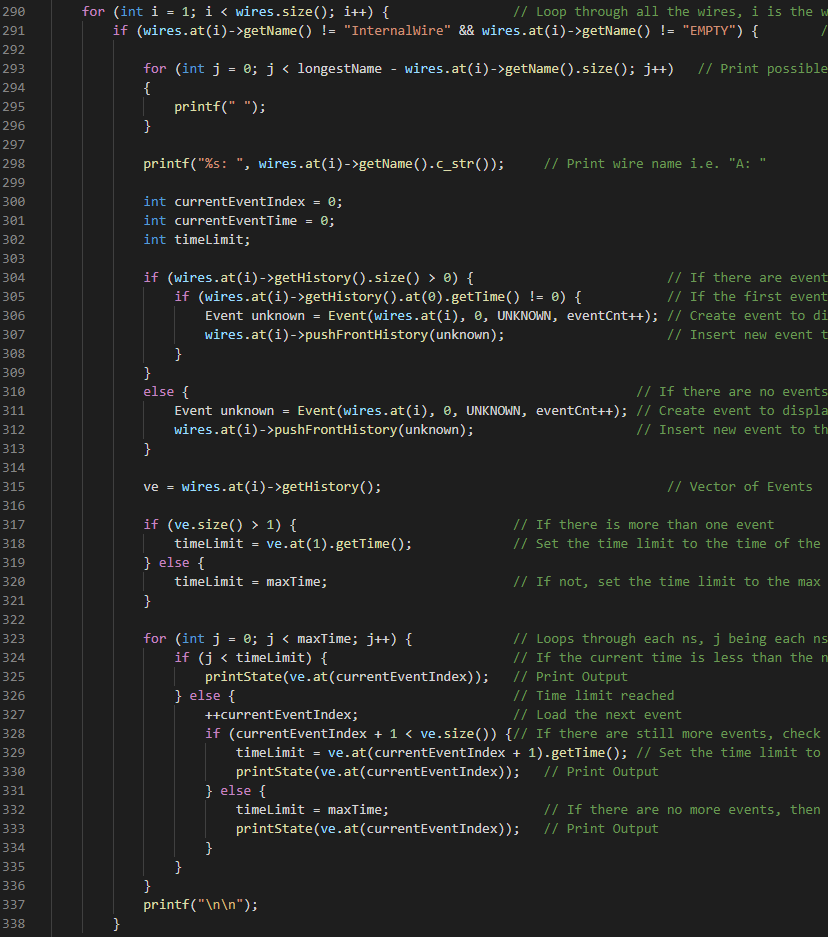 290 for (int i = 1; i < wires.size(); i++) { // Loop through all the wires, i is the
291 if (wires.at(i)->getName() != "InternalWire" && wires.at(i)->getName() != "EMPTY") { //
292
293 for (int j = 0; j < longestName - wires.at(i)->getName().size(); j++) // Print possible
294 {
295 printf(" ");
296 }
297
298 printf("%s: ", wires.at(i)->getName().c_str()); // Print wire name i.e. "A: "
299
300 int currentEventIndex = 0;
301 int currentEventTime = 0;
302 int timeLimit;
303
304 if (wires.at(i)->getHistory().size() > 0) { // If there are event
305 if (wires.at(i)->getHistory().at(0).getTime() != 0) { // If the first event
306 Event unknown = Event(wires.at(i), 0, UNKNOWN, eventCnt++); // Create event to di
307 wires.at(i)->pushFrontHistory(unknown); // Insert new event t
308 }
309 }
310 else { // If there are no events
311 Event unknown = Event(wires.at(i), 0, UNKNOWN, eventCnt++); // Create event to displa
312 wires.at(i)->pushFrontHistory(unknown); // Insert new event to th
313 }
314
315 ve = wires.at(i)->getHistory(); // Vector of Events
316
317 if (ve.size() > 1) { // If there is more than one event
318 timeLimit = ve.at(1).getTime(); // Set the time limit to the time of the
319 } else {
320 timeLimit = maxTime; // If not, set the time limit to the max
321 }
322
323 for (int j = 0; j < maxTime; j++) { // Loops through each ns, j being each ns
324 if (j < timeLimit) { // If the current time is less than the n
325 printState(ve.at(currentEventIndex)); // Print Output
326 } else { // Time limit reached
327 ++currentEventIndex; // Load the next event
328 if (currentEventIndex + 1 < ve.size()) {// If there are still more events, check
329 timeLimit = ve.at(currentEventIndex + 1).getTime(); // Set the time limit to
330 printState(ve.at(currentEventIndex)); // Print Output
331 } else {
332 timeLimit = maxTime; // If there are no more events, then
333 printState(ve.at(currentEventIndex)); // Print Output
334 }
335 }
336 }
337 printf("\n\n");
338 }